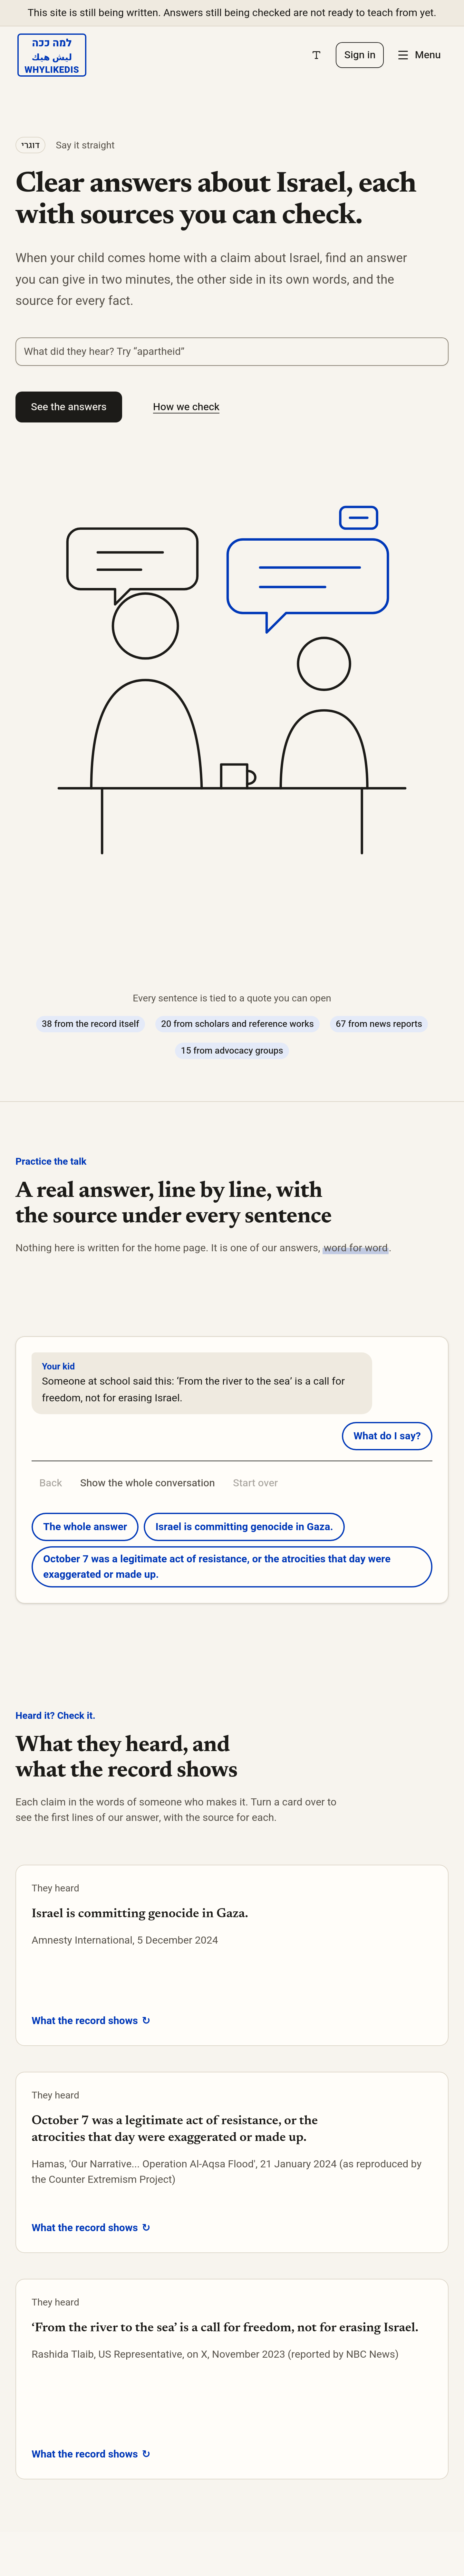 This site is still being written. Answers still being checked are not ready to teach from yet.
למה ככה
ليش هيك
WHYLIKEDIS
T
Sign in
Menu
דוגרי
Say it straight
Clear answers about Israel, each
with sources you can check.
When your child comes home with a claim about Israel, find an answer
you can give in two minutes, the other side in its own words, and the
source for every fact.
What did they hear? Try “apartheid”
See the answers
How we check
Every sentence is tied to a quote you can open
38 from the record itself
20 from scholars and reference works
67 from news reports
15 from advocacy groups
Practice the talk
A real answer, line by line, with
the source under every sentence
Nothing here is written for the home page. It is one of our answers, word for word.
Your kid
Someone at school said this: ‘From the river to the sea’ is a call for
freedom, not for erasing Israel.
What do I say?
Back
Show the whole conversation
Start over
The whole answer
Israel is committing genocide in Gaza.
October 7 was a legitimate act of resistance, or the atrocities that day were
exaggerated or made up.
Heard it? Check it.
What they heard, and
what the record shows
Each claim in the words of someone who makes it. Turn a card over to
see the first lines of our answer, with the source for each.
They heard
Israel is committing genocide in Gaza.
Amnesty International, 5 December 2024
What the record shows ↻
They heard
October 7 was a legitimate act of resistance, or the
atrocities that day were exaggerated or made up.
Hamas, ‘Our Narrative... Operation Al-Aqsa Flood’, 21 January 2024 (as reproduced by
the Counter Extremism Project)
What the record shows ↻
They heard
‘From the river to the sea’ is a call for freedom, not for erasing Israel.
Rashida Tlaib, US Representative, on X, November 2023 (reported by NBC News)
What the record shows ↻